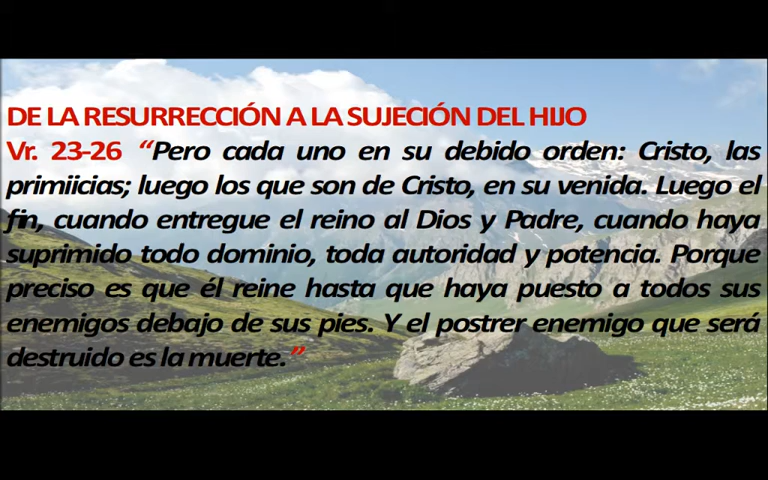 DE LA RESURRECCIÓN A LA SUJECIÓN DEL HIJO
Vr. 23-26 “Pero cada uno en su debido orden: Cristo, las
primiicias; luego los que son de Cristo, en su venida. Luego el
fin, cuando entregue el reino al Dios y Padre, cuando haya
suprimido todo dominio, toda autoridad y potencia. Porque
preciso es que él reine hasta que haya puesto a todos sus
enemigos debajo de sus pies. Y el postrer enemigo que será
destruido es la muerte.”